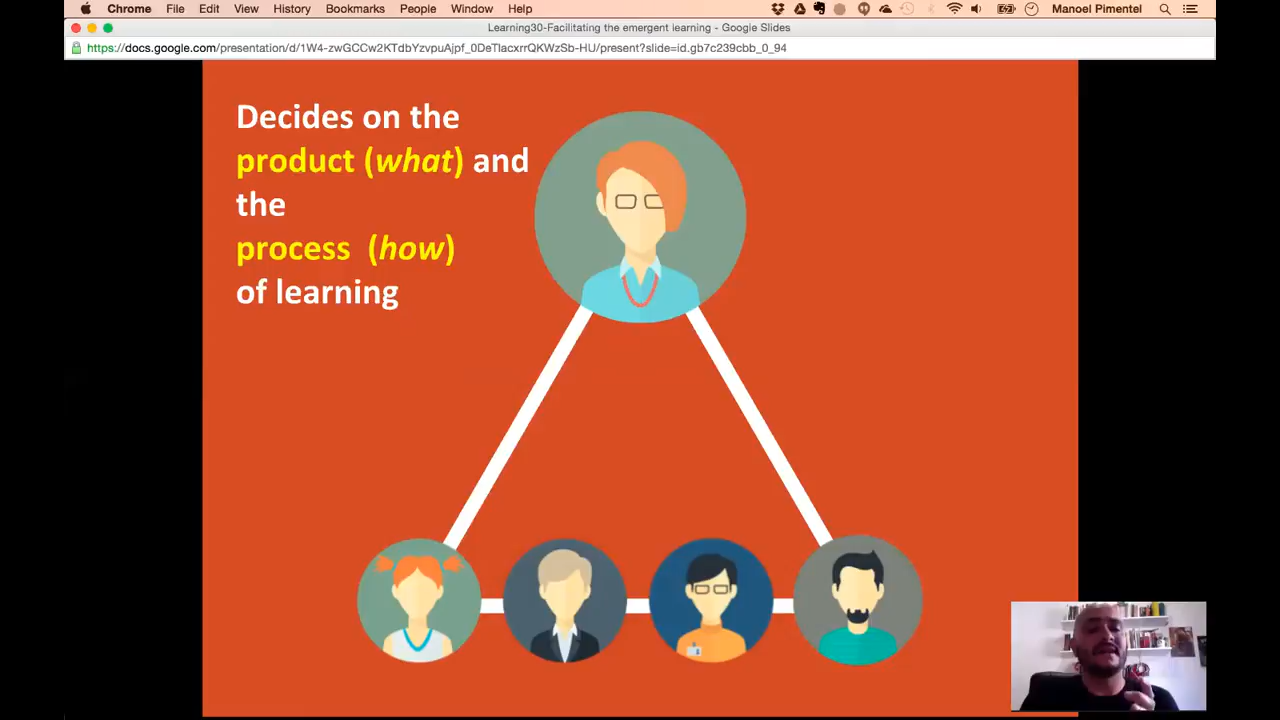 Chrome File Edit View History Bookmarks People Window Help Manoel Pimentel
Learning30-Facilitating the emergent learning - Google Slides
https://docs.google.com/presentation/d/1W4-zwGCCw2KTdbYzvpuAjpf_0DeTlacxrrQKWzSb-HU/present?slide=id.gb7c239cbb_0_94
Decides on the
product (what) and
the
process (how)
of learning